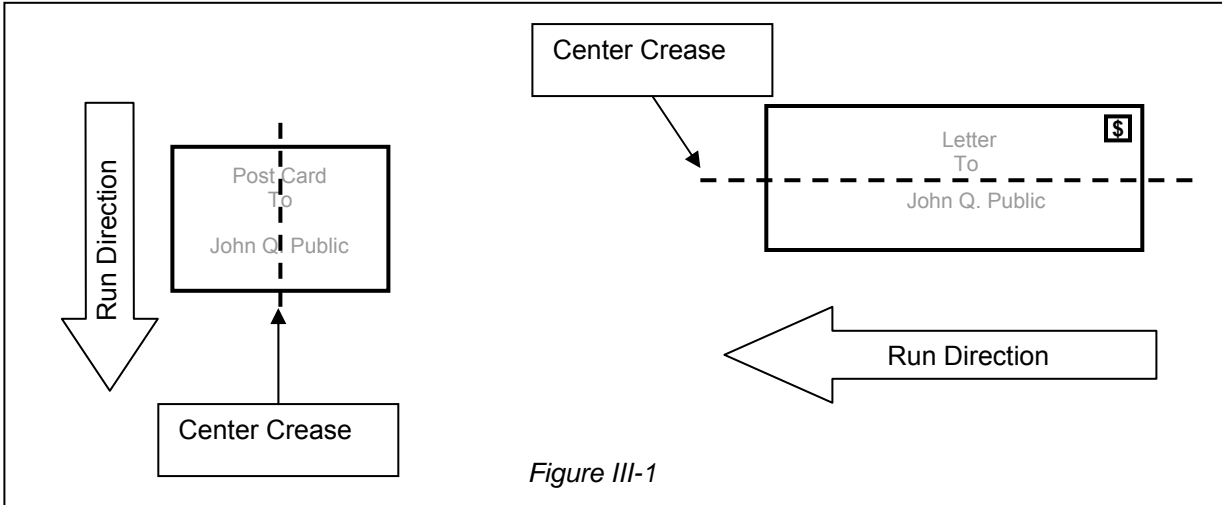 Center Crease
Run Direction
Post Card
To
John Q. Public
Center Crease
$
Letter
To
John Q. Public
Run Direction
Figure III-1